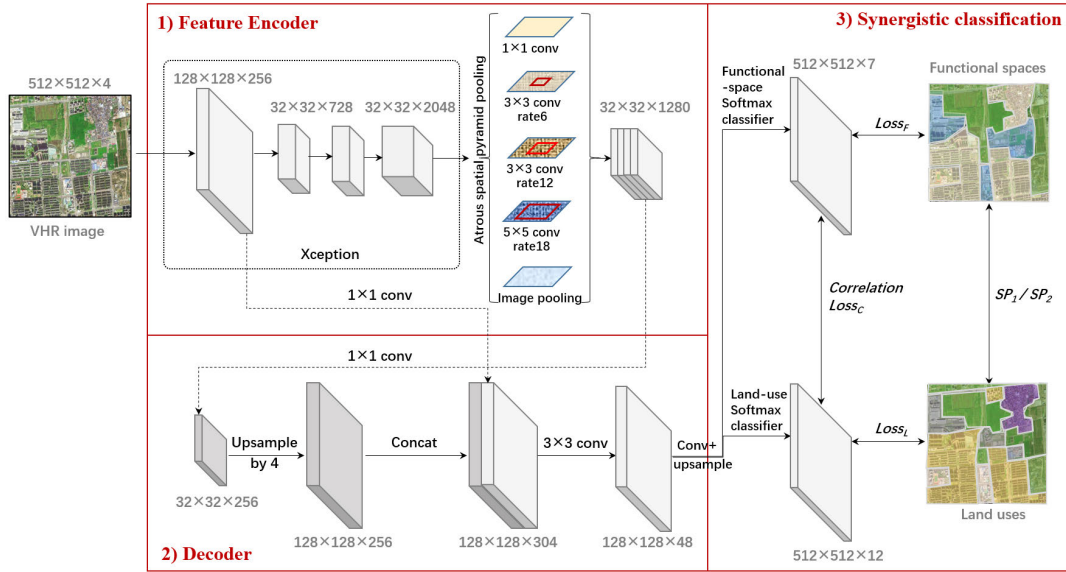 1) Feature Encoder
3) Synergistic classification
512×512×4
VHR image
128×128×256
32×32×728
32×32×2048
Xception
Atrous spatial pyramid pooling
1×1 conv
3×3 conv
rate6
3×3 conv
rate12
5×5 conv
rate18
Image pooling
32×32×1280
1×1 conv
1×1 conv
32×32×256
Upsample
by 4
128×128×256
Concat
128×128×304
3×3 conv
128×128×48
2) Decoder
Conv+
upsample
Functional
-space
Softmax
classifier
512×512×7
Loss_F
Functional spaces
Correlation
Loss_C
SP_1 / SP_2
Land-use
Softmax
classifier
Loss_L
512×512×12
Land uses